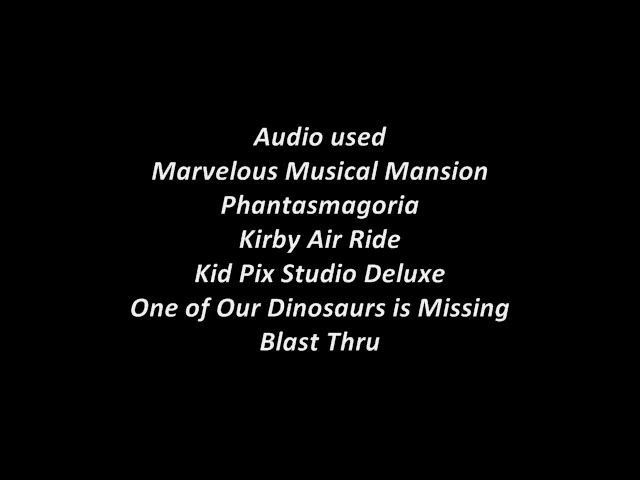 Audio used
Marvelous Musical Mansion
Phantasmagoria
Kirby Air Ride
Kid Pix Studio Deluxe
One of Our Dinosaurs is Missing
Blast Thru